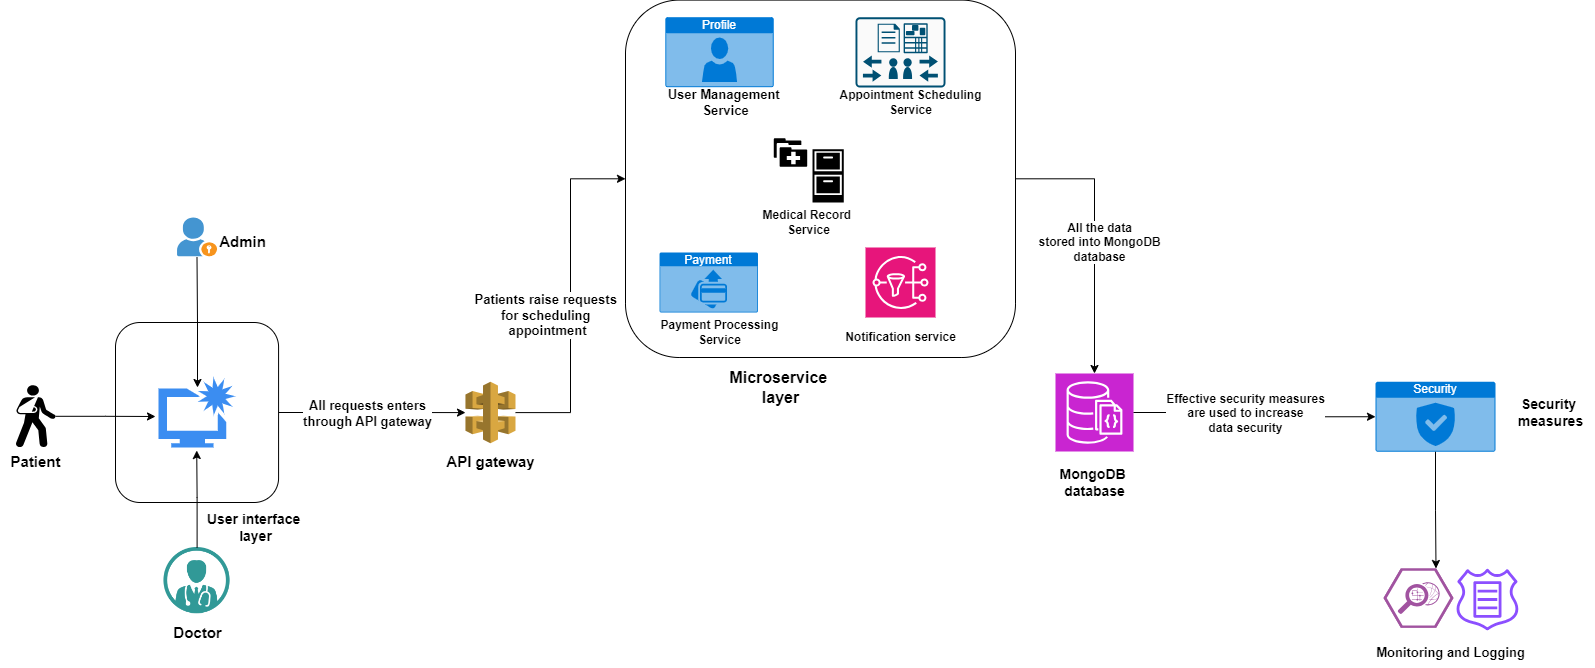 Profile
User Management
Service
Appointment Scheduling
Service
Medical Record
Service
Payment
Payment Processing
Service
Notification service
Microservice
layer
Admin
Patient
User interface
layer
Doctor
All requests enters
through API gateway
API gateway
Patients raise requests
for scheduling
appointment
All the data
stored into MongoDB
database
MongoDB
database
Effective security measures
are used to increase
data security
Security
Security
measures
Monitoring and Logging